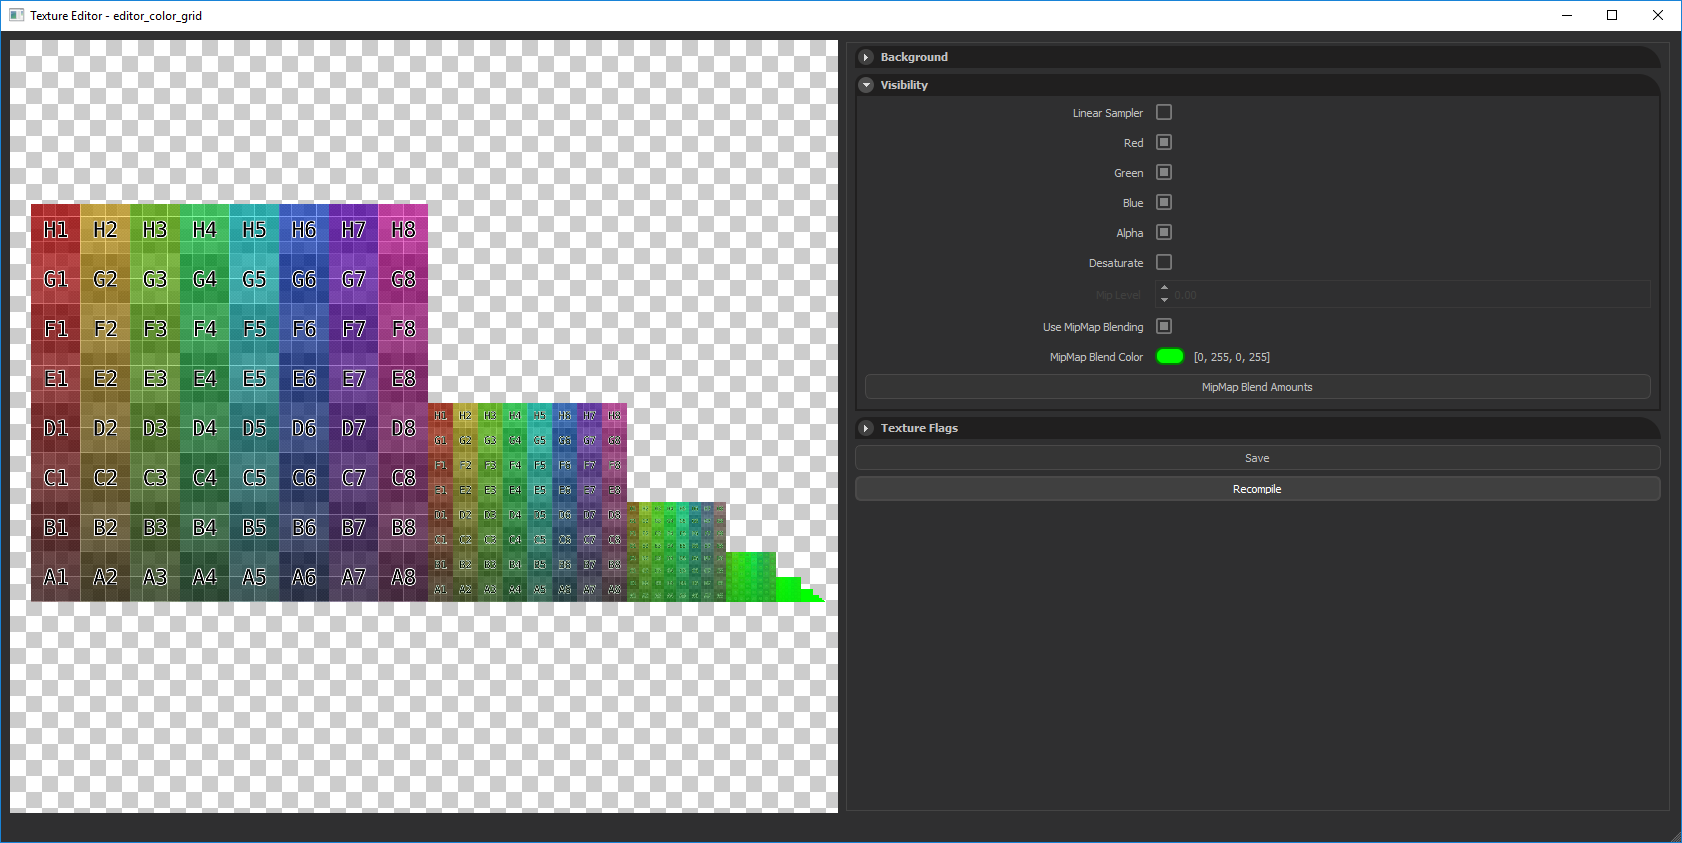 Texture Editor - editor_color_grid
Background
Visibility
Linear Sampler
Red
Green
Blue
Alpha
Desaturate
Mip Level 0.00
Use MipMap Blending
MipMap Blend Color [0, 255, 0, 255]
MipMap Blend Amounts
Texture Flags
Save
Recompile
H1 H2 H3 H4 H5 H6 H7 H8
G1 G2 G3 G4 G5 G6 G7 G8
F1 F2 F3 F4 F5 F6 F7 F8
E1 E2 E3 E4 E5 E6 E7 E8
D1 D2 D3 D4 D5 D6 D7 D8
C1 C2 C3 C4 C5 C6 C7 C8
B1 B2 B3 B4 B5 B6 B7 B8
A1 A2 A3 A4 A5 A6 A7 A8
H1 H2 H3 H4 H5 H6 H7 H8
G1 G2 G3 G4 G5 G6 G7 G8
F1 F2 F3 F4 F5 F6 F7 F8
E1 E2 E3 E4 E5 E6 E7 E8
D1 D2 D3 D4 D5 D6 D7 D8
C1 C2 C3 C4 C5 C6 C7 C8
B1 B2 B3 B4 B5 B6 B7 B8
A1 A2 A3 A4 A5 A6 A7 A8